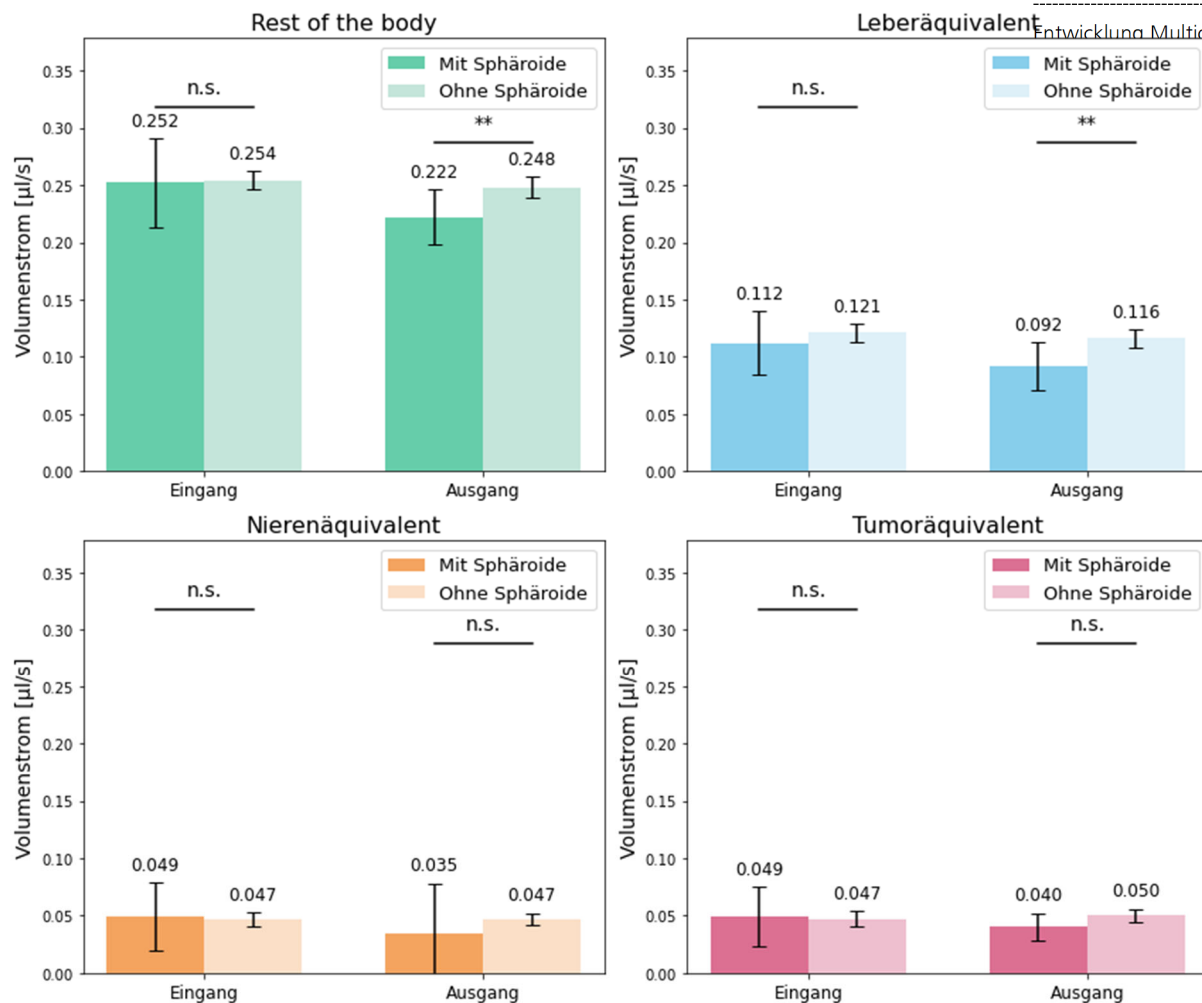 Entwicklung
Rest of the body
Volumenstrom [µl/s]
0.35
0.30
0.25
0.20
0.15
0.10
0.05
0.00
Mit Sphäroide
Ohne Sphäroide
n.s.
**
0.252
0.254
0.222
0.248
Eingang
Ausgang
Leberäquivalent
Volumenstrom [µl/s]
0.35
0.30
0.25
0.20
0.15
0.10
0.05
0.00
Mit Sphäroide
Ohne Sphäroide
n.s.
**
0.112
0.121
0.092
0.116
Eingang
Ausgang
Nierenäquivalent
Volumenstrom [µl/s]
0.35
0.30
0.25
0.20
0.15
0.10
0.05
0.00
Mit Sphäroide
Ohne Sphäroide
n.s.
n.s.
0.049
0.047
0.035
0.047
Eingang
Ausgang
Tumoräquivalent
Volumenstrom [µl/s]
0.35
0.30
0.25
0.20
0.15
0.10
0.05
0.00
Mit Sphäroide
Ohne Sphäroide
n.s.
n.s.
0.049
0.047
0.040
0.050
Eingang
Ausgang